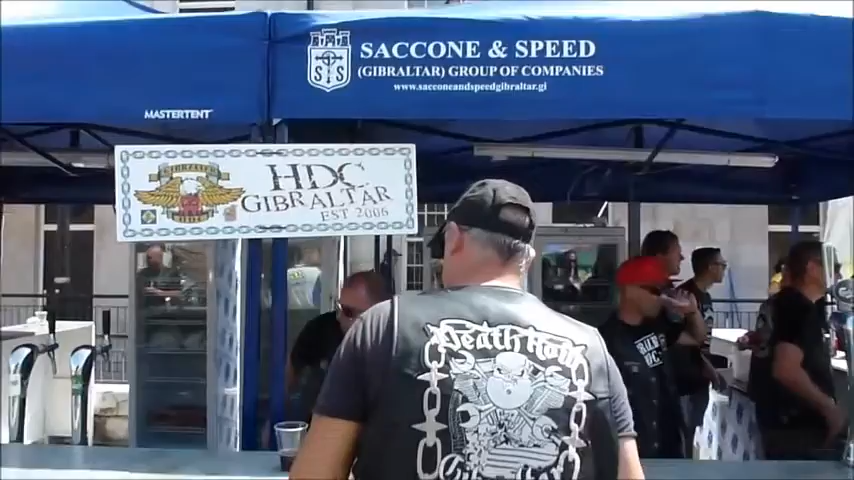 SACCONE & SPEED
(GIBRALTAR) GROUP OF COMPANIES
www.sacconeandspeedgibraltar.gi
MASTERTENT
HDC
GIBRALTAR
EST 2006
Death Row